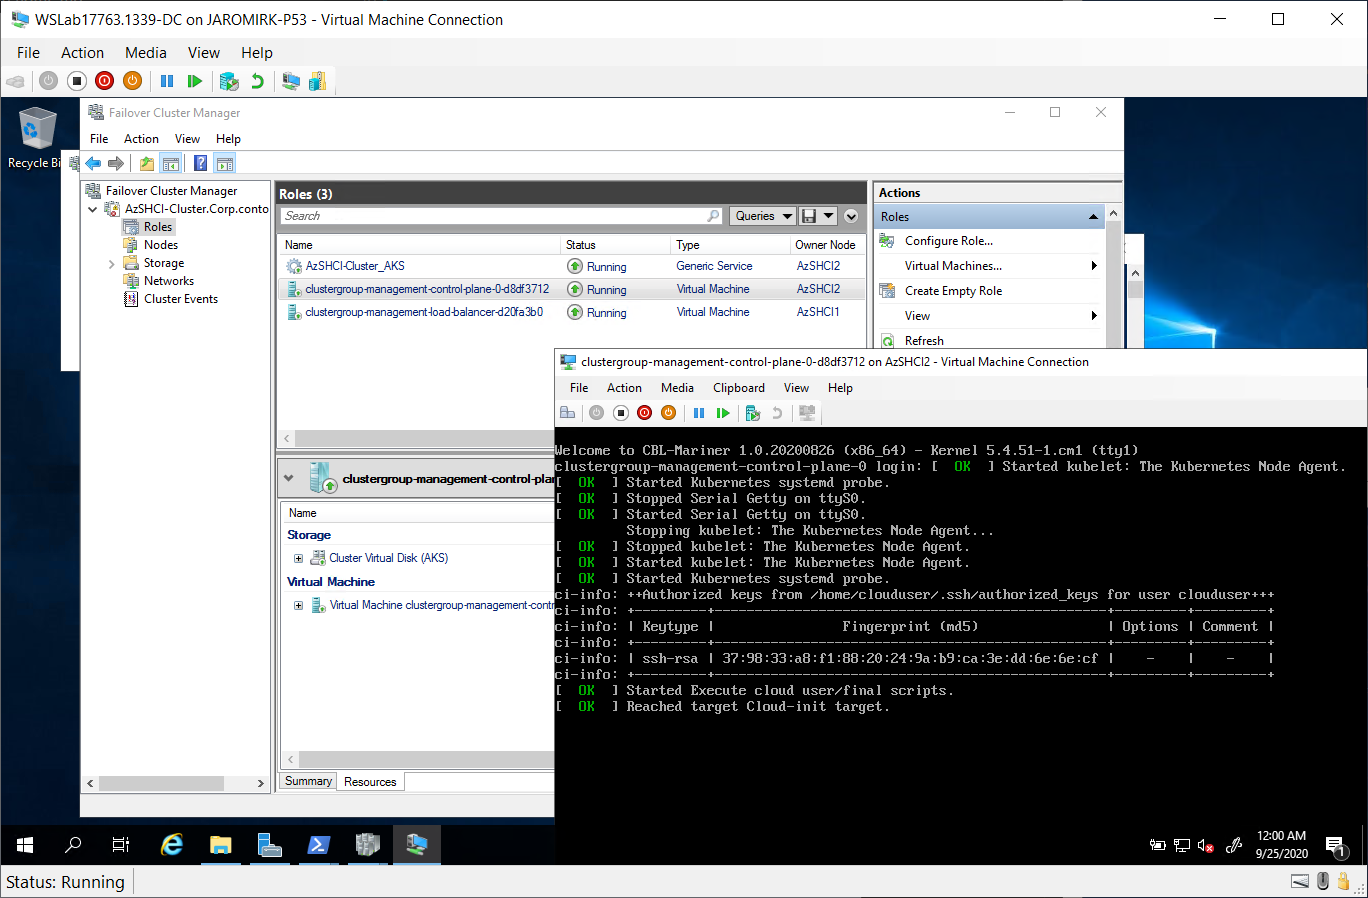 WSLab17763.1339-DC on JAROMIRK-P53 - Virtual Machine Connection
File Action Media View Help
Recycle Bi
Failover Cluster Manager
File Action View Help
Failover Cluster Manager
AzSHCI-Cluster.Corp.conto
Roles
Nodes
Storage
Networks
Cluster Events
Roles (3)
Search
Queries
Name Status Type Owner Node
AzSHCI-Cluster_AKS Running Generic Service AzSHCI2
clustergroup-management-control-plane-0-d8df3712 Running Virtual Machine AzSHCI2
clustergroup-management-load-balancer-d20fa3b0 Running Virtual Machine AzSHCI1
Actions
Roles
Configure Role...
Virtual Machines...
Create Empty Role
View
Refresh
clustergroup-management-control-plan
Name
Storage
Cluster Virtual Disk (AKS)
Virtual Machine
Virtual Machine clustergroup-management-contr
Summary Resources
clustergroup-management-control-plane-0-d8df3712 on AzSHCI2 - Virtual Machine Connection
File Action Media Clipboard View Help
Welcome to CBL-Mariner 1.0.20200826 (x86_64) - Kernel 5.4.51-1.cm1 (tty1)
clustergroup-management-control-plane-0 login: [  OK  ] Started kubelet: The Kubernetes Node Agent.
[  OK  ] Started Kubernetes systemd probe.
[  OK  ] Stopped Serial Getty on ttyS0.
[  OK  ] Started Serial Getty on ttyS0.
Stopping kubelet: The Kubernetes Node Agent...
[  OK  ] Stopped kubelet: The Kubernetes Node Agent.
[  OK  ] Started kubelet: The Kubernetes Node Agent.
[  OK  ] Started Kubernetes systemd probe.
ci-info: ++Authorized keys from /home/clouduser/.ssh/authorized_keys for user clouduser+++
ci-info: +---------+-------------------------------------------------+---------+---------+
ci-info: | Keytype |                Fingerprint (md5)                | Options | Comment |
ci-info: +---------+-------------------------------------------------+---------+---------+
ci-info: | ssh-rsa | 37:98:33:a8:f1:88:20:24:9a:b9:ca:3e:dd:6e:6e:cf |    -    |    -    |
ci-info: +---------+-------------------------------------------------+---------+---------+
[  OK  ] Started Execute cloud user/final scripts.
[  OK  ] Reached target Cloud-init target.
12:00 AM
9/25/2020
1
Status: Running